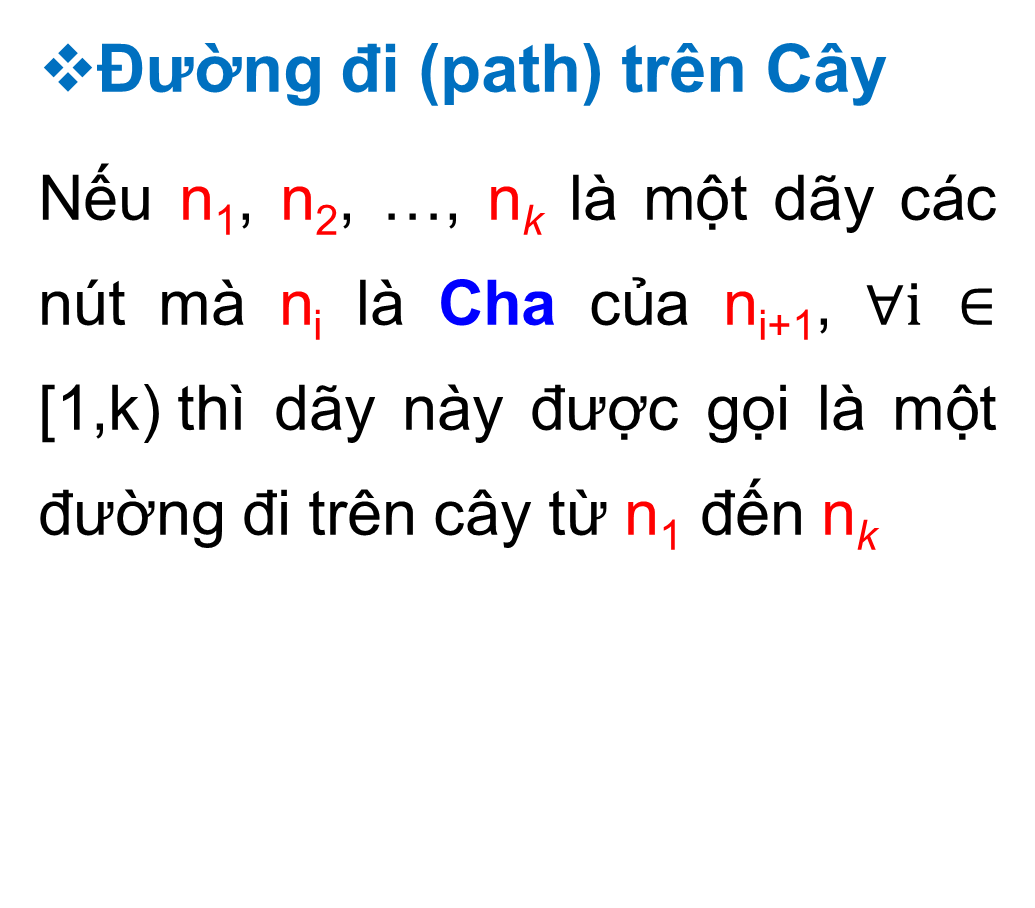 ❖Đường đi (path) trên Cây
Nếu n₁, n₂, …, nₖ là một dãy các
nút mà nᵢ là Cha của nᵢ₊₁, ∀i ∈
[1,k) thì dãy này được gọi là một
đường đi trên cây từ n₁ đến nₖ